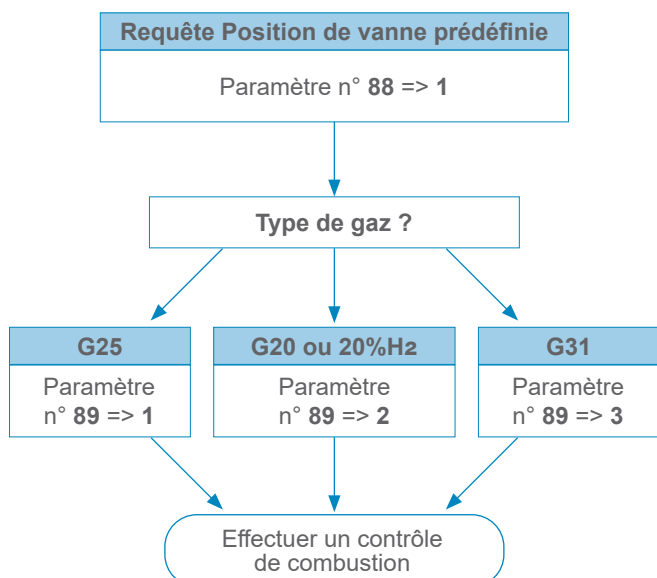 Requête Position de vanne prédéfinie
Paramètre n° 88 => 1
Type de gaz ?
G25
Paramètre
n° 89 => 1
G20 ou 20%H2
Paramètre
n° 89 => 2
G31
Paramètre
n° 89 => 3
Effectuer un contrôle
de combustion